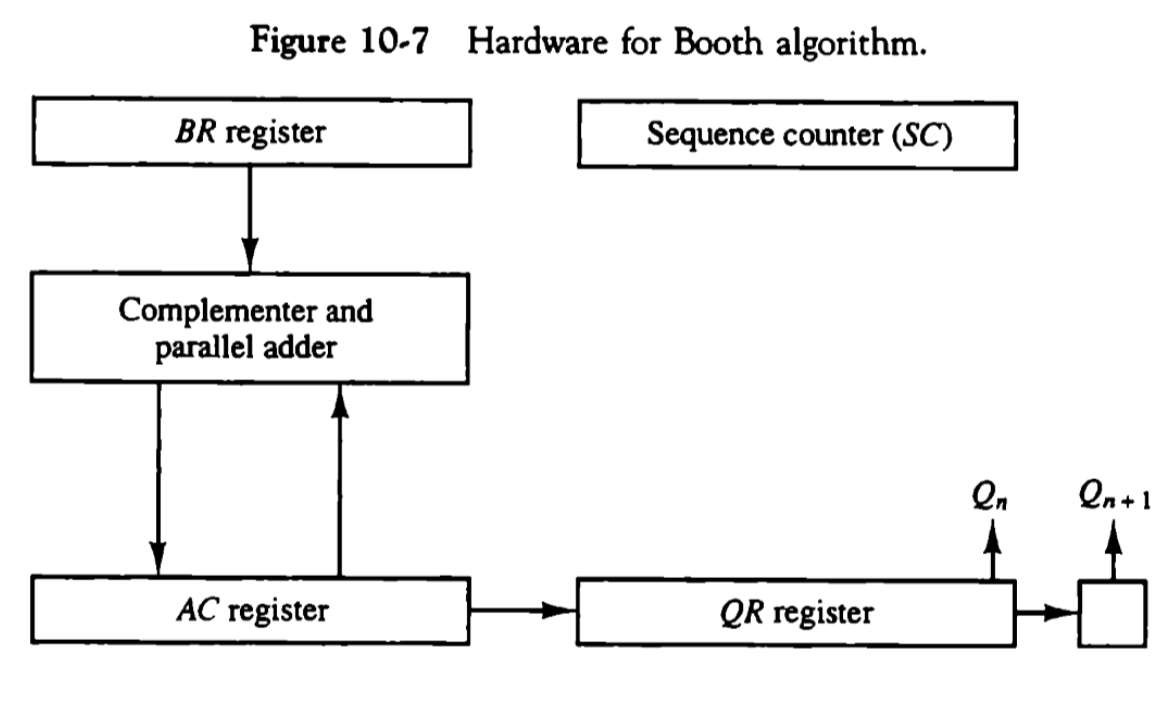 Figure 10-7 Hardware for Booth algorithm.
BR register
Sequence counter (SC)
Complementer and
parallel adder
Qn
Qn + 1
AC register
QR register